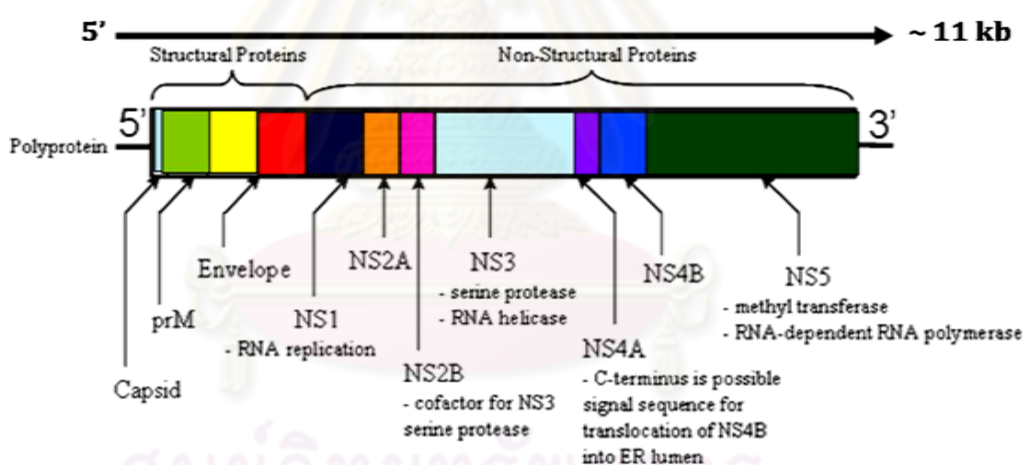 5’ ~ 11 kb
Structural Proteins Non-Structural Proteins
5’ 3’
Polyprotein
Envelope
NS2A
NS3
- serine protease
- RNA helicase
NS4B
NS5
- methyl transferase
- RNA-dependent RNA polymerase
prM
NS1
- RNA replication
Capsid
NS2B
- cofactor for NS3
serine protease
NS4A
- C-terminus is possible
signal sequence for
translocation of NS4B
into ER lumen